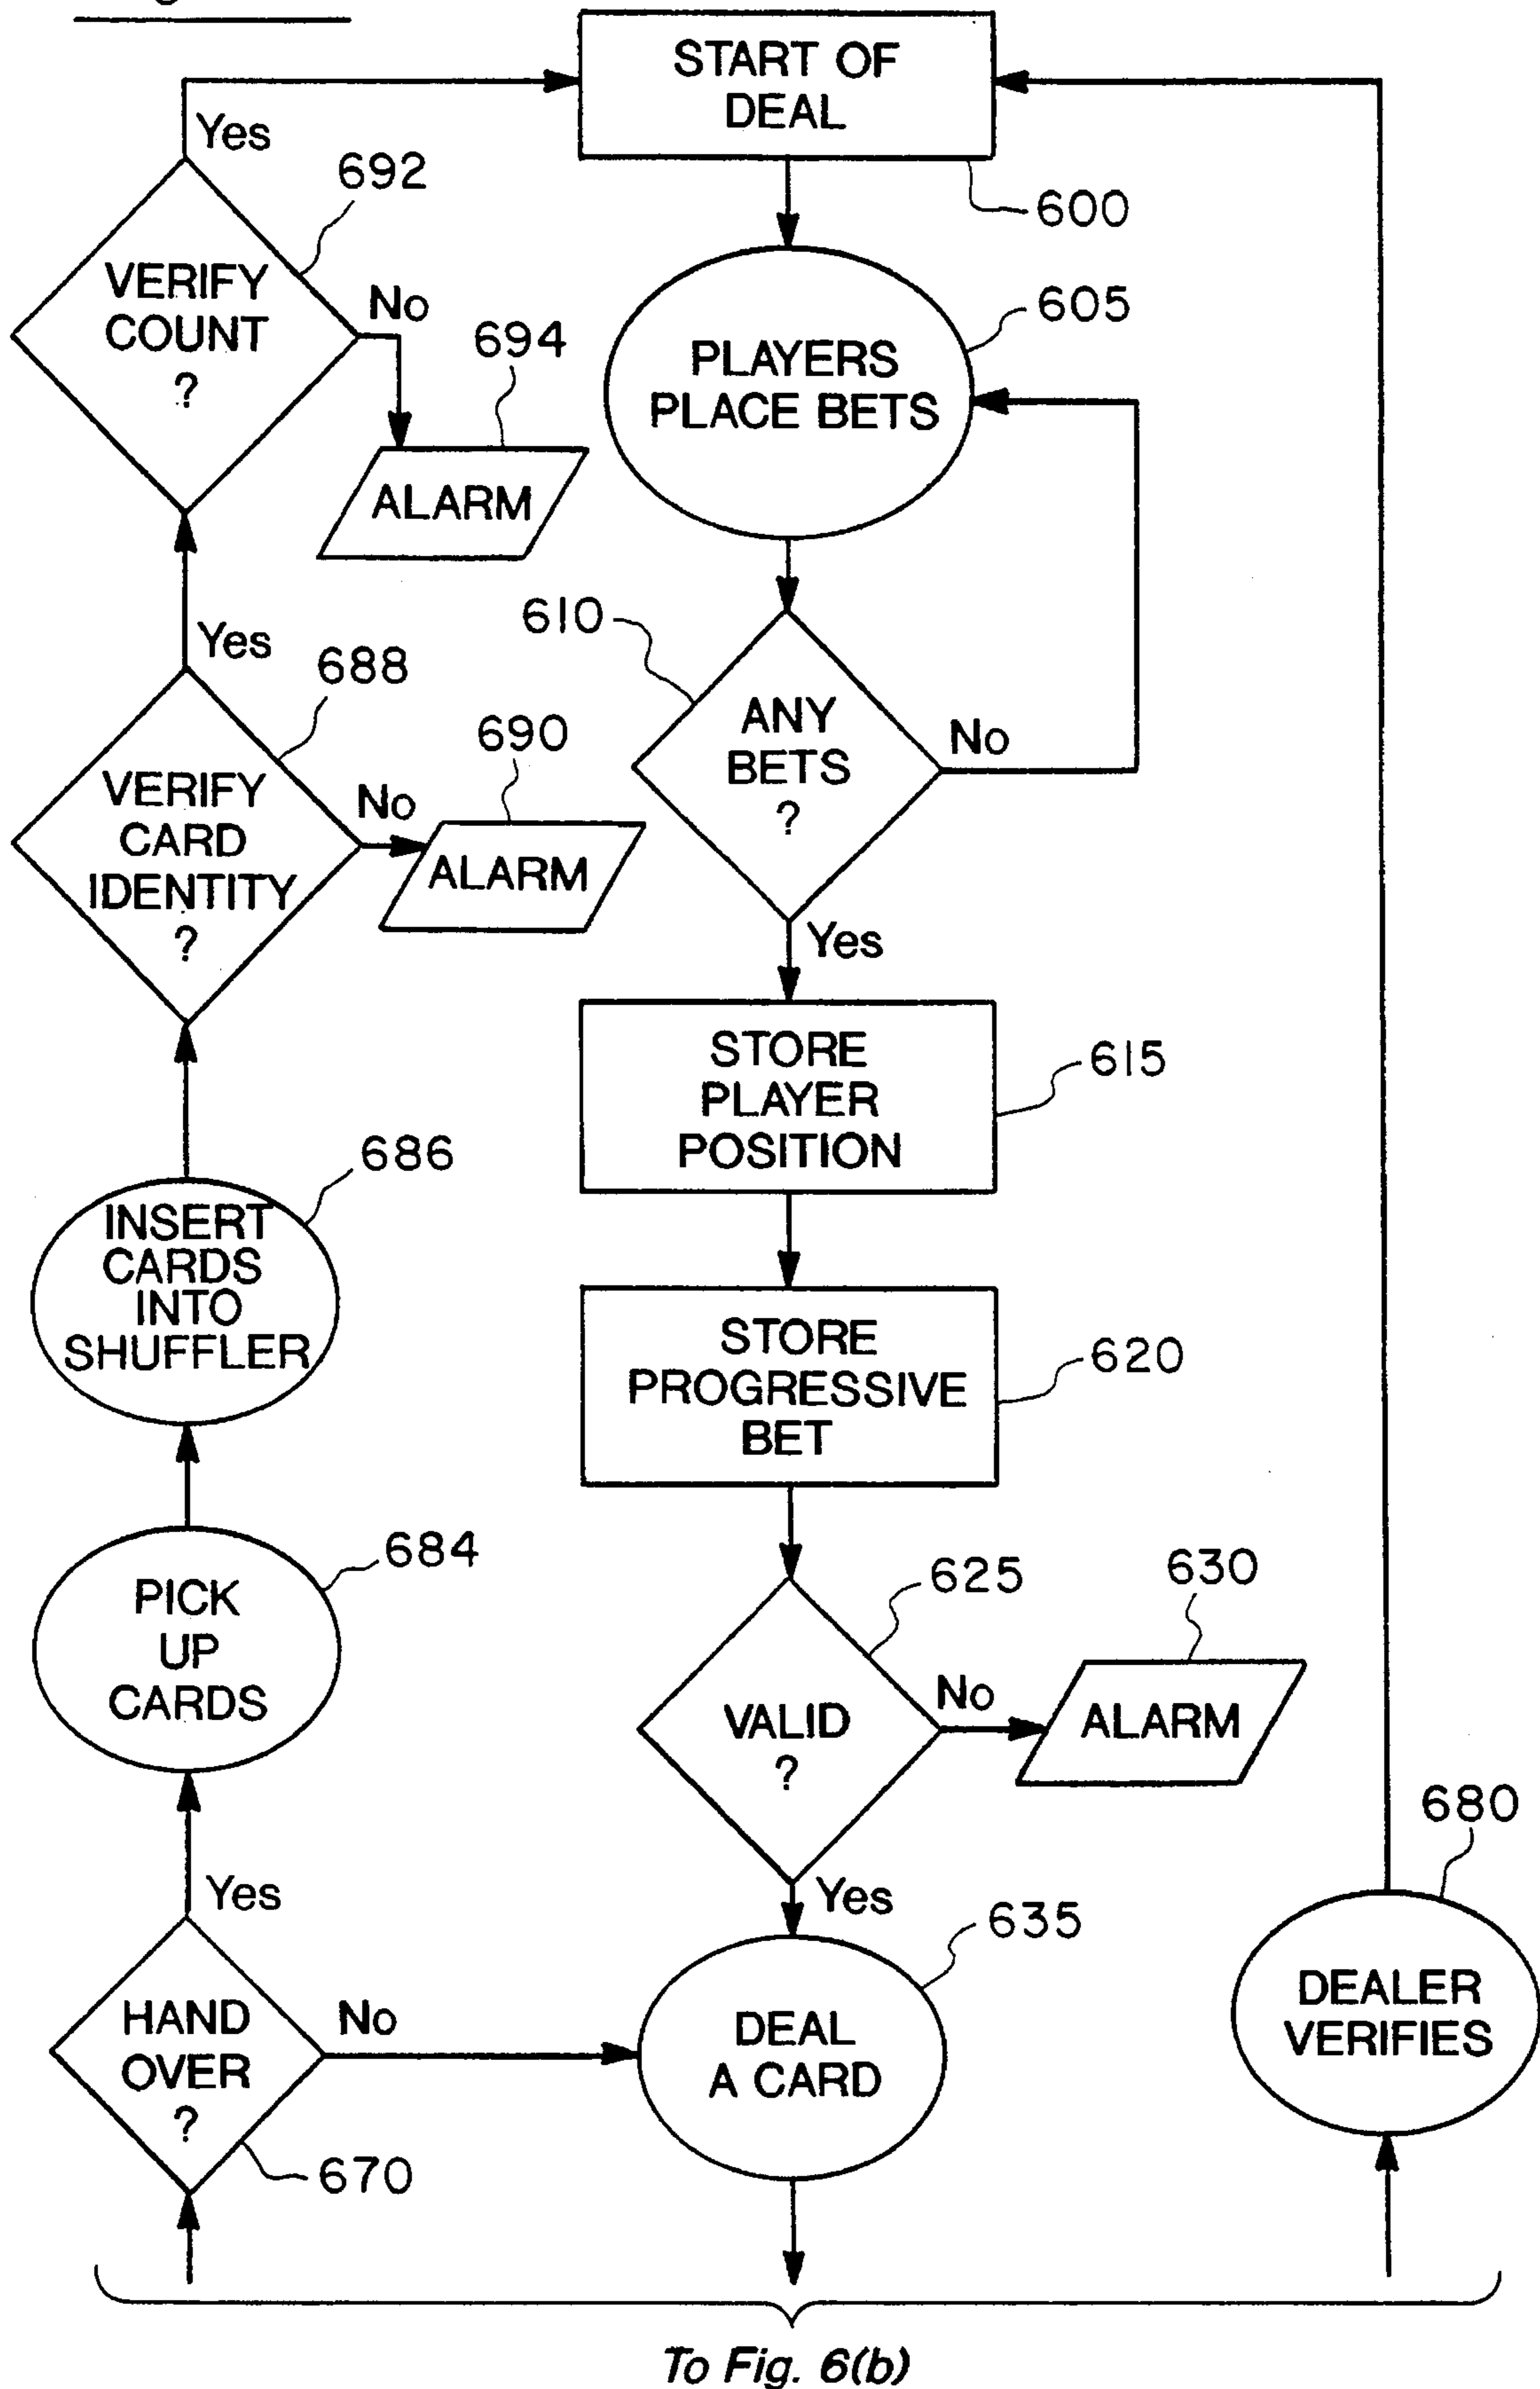 START OF
DEAL
600
Yes
692
VERIFY
COUNT
?
No
694
ALARM
605
PLAYERS
PLACE BETS
610
ANY
BETS
?
No
Yes
688
VERIFY
CARD
IDENTITY
?
No
690
ALARM
Yes
615
STORE
PLAYER
POSITION
686
INSERT
CARDS
INTO
SHUFFLER
620
STORE
PROGRESSIVE
BET
684
PICK
UP
CARDS
625
VALID
?
No
630
ALARM
Yes
680
DEALER
VERIFIES
Yes
HAND
OVER
?
No
670
635
DEAL
A CARD
To Fig. 6(b)